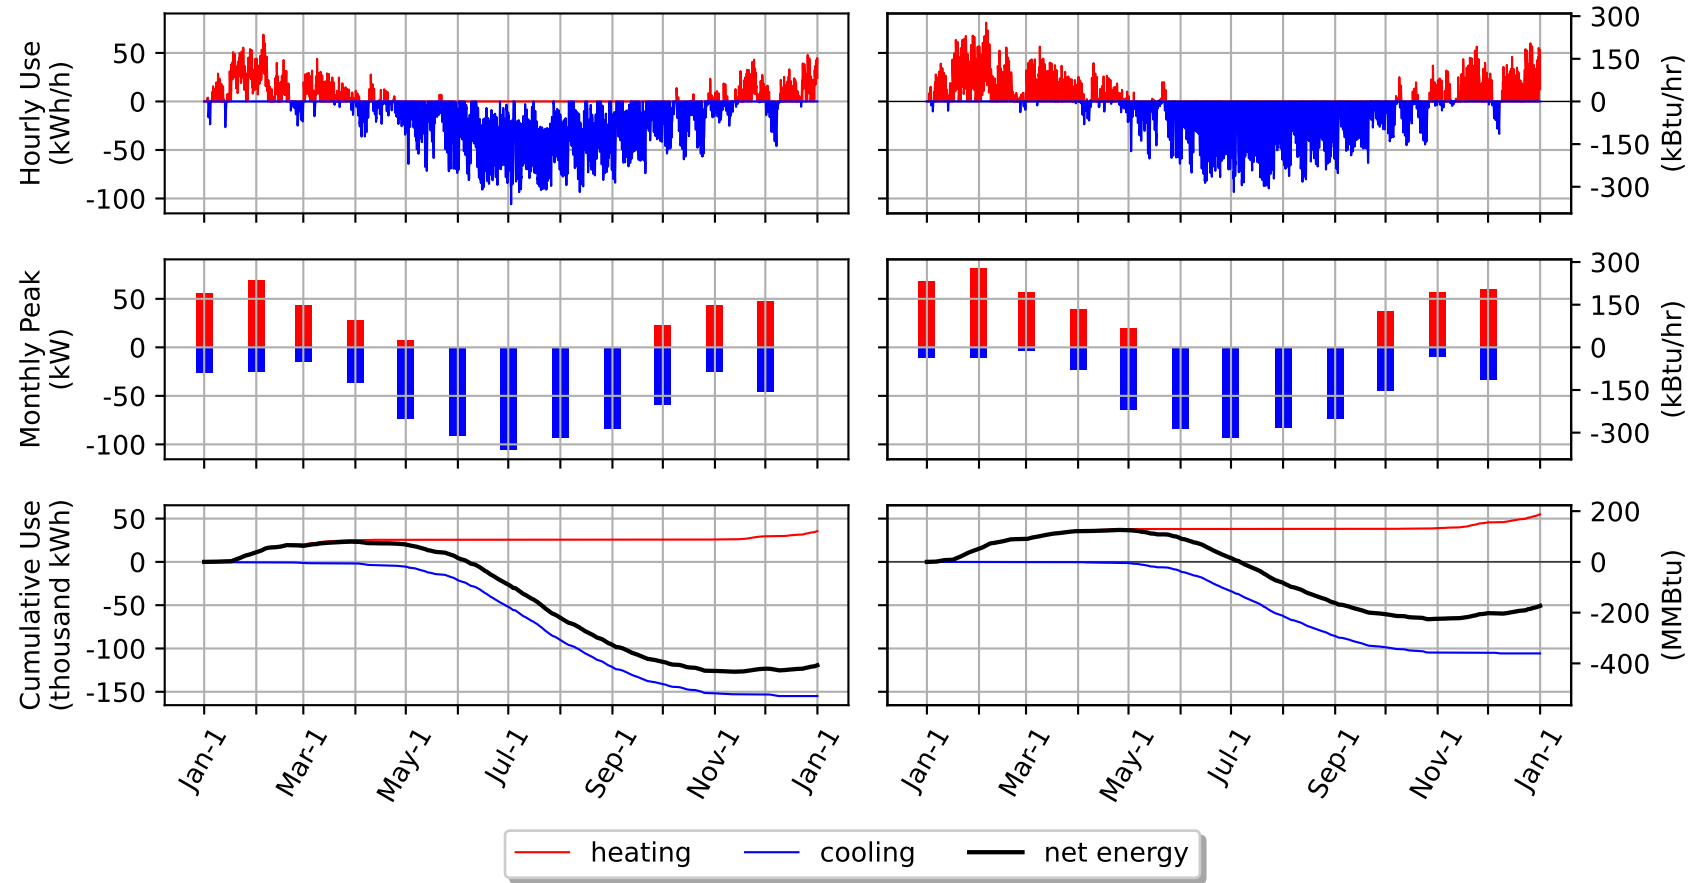 Hourly Use
(kWh/h)
50
0
-50
-100
300
150
0
-150
-300
(kBtu/hr)
Monthly Peak
(kW)
50
0
-50
-100
300
150
0
-150
-300
(kBtu/hr)
Cumulative Use
(thousand kWh)
50
0
-50
-100
-150
200
0
-200
-400
(MMBtu)
Jan-1 Mar-1 May-1 Jul-1 Sep-1 Nov-1 Jan-1
Jan-1 Mar-1 May-1 Jul-1 Sep-1 Nov-1 Jan-1
heating cooling net energy